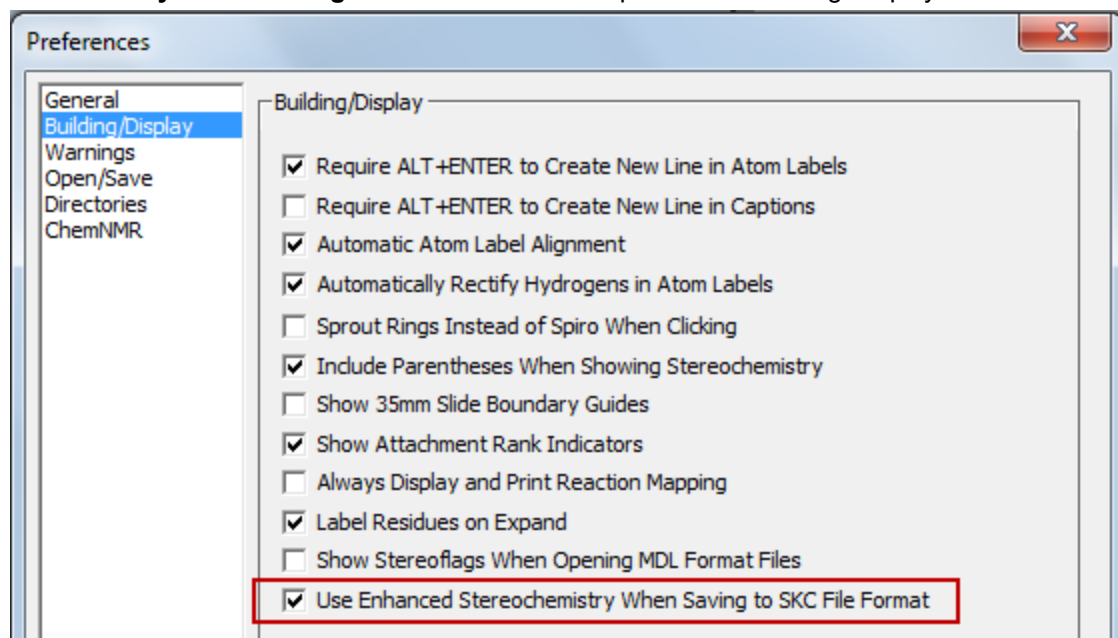 Preferences
General
Building/Display
Warnings
Open/Save
Directories
ChemNMR
Building/Display
Require ALT+ENTER to Create New Line in Atom Labels
Require ALT+ENTER to Create New Line in Captions
Automatic Atom Label Alignment
Automatically Rectify Hydrogens in Atom Labels
Sprout Rings Instead of Spiro When Clicking
Include Parentheses When Showing Stereochemistry
Show 35mm Slide Boundary Guides
Show Attachment Rank Indicators
Always Display and Print Reaction Mapping
Label Residues on Expand
Show Stereoflags When Opening MDL Format Files
Use Enhanced Stereochemistry When Saving to SKC File Format